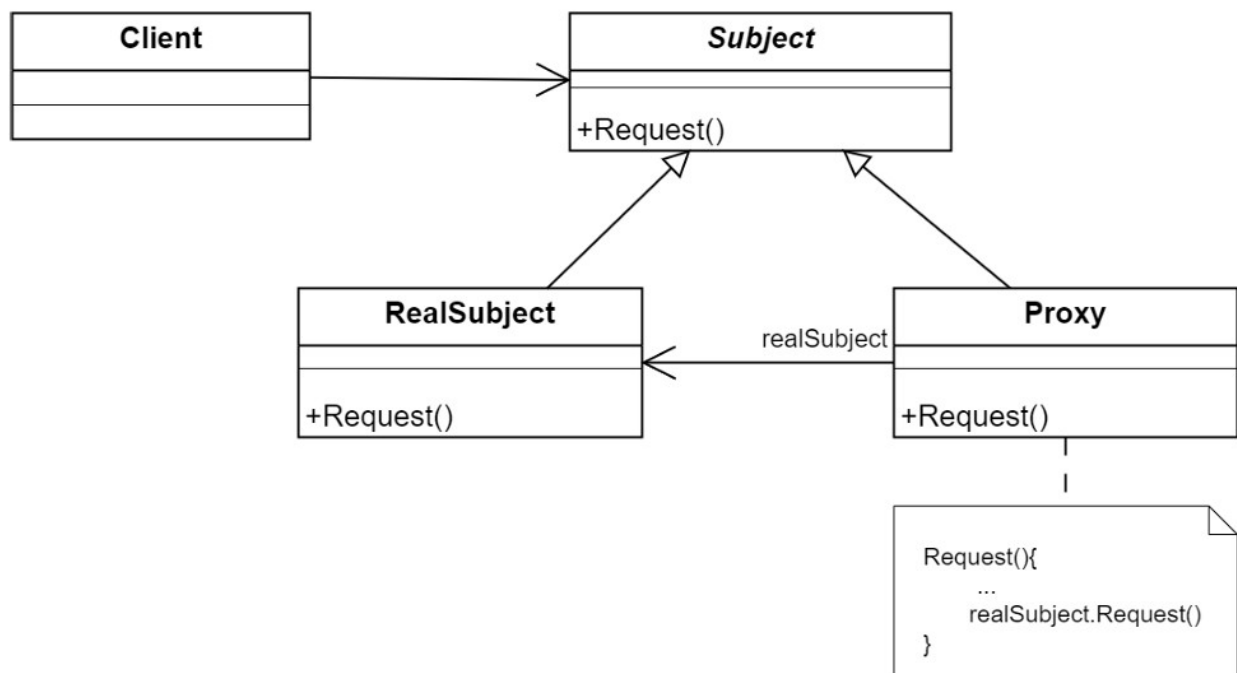 Client
Subject
+Request()
RealSubject
+Request()
realSubject
Proxy
+Request()
Request(){
...
realSubject.Request()
}